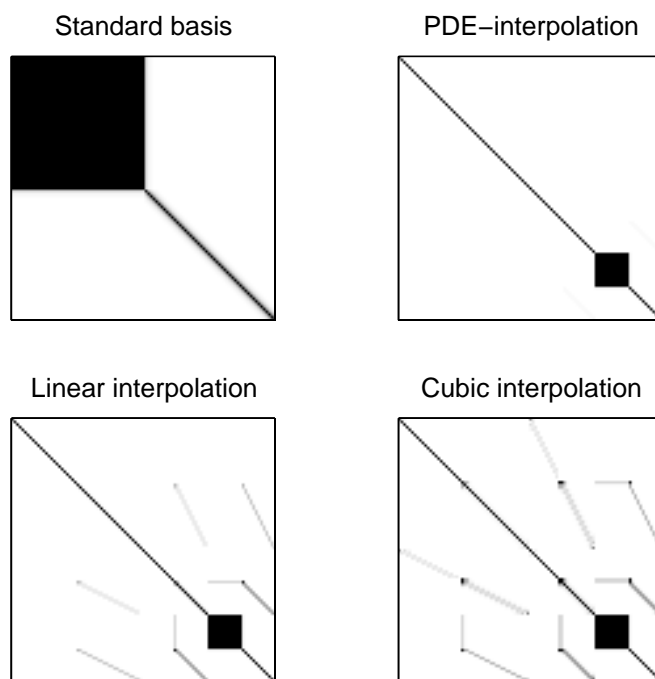 Standard basis
PDE−interpolation
Linear interpolation
Cubic interpolation